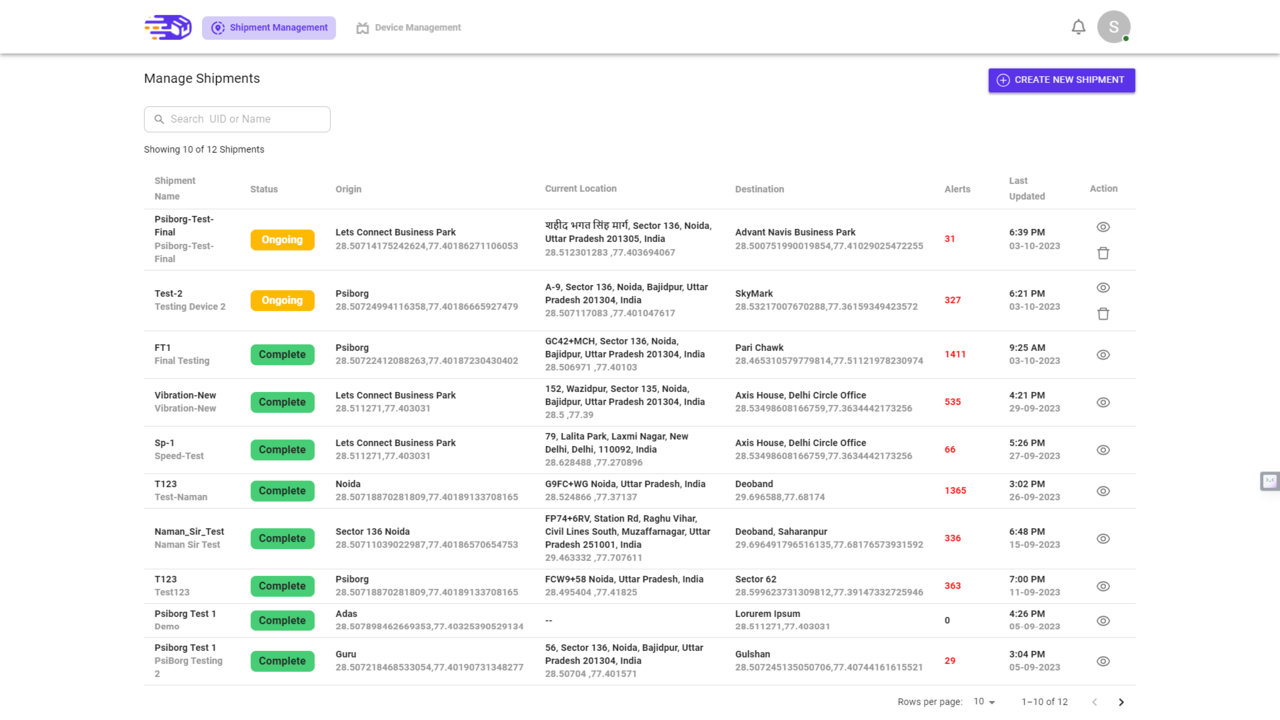 Shipment Management
Device Management
S
Manage Shipments
CREATE NEW SHIPMENT
Search UID or Name
Showing 10 of 12 Shipments
Shipment Name
Status
Origin
Current Location
Destination
Alerts
Last Updated
Action
Psiborg-Test-
Final
Psiborg-Test-
Final
Ongoing
Lets Connect Business Park
28.50714175242624,77.40186271106053
शहीद भगत सिंह मार्ग, Sector 136, Noida,
Uttar Pradesh 201305, India
28.512301283 ,77.403694067
Advant Navis Business Park
28.500751990019854,77.41029025472255
31
6:39 PM
03-10-2023
Test-2
Testing Device 2
Ongoing
Psiborg
28.50724994116358,77.40186665927479
A-9, Sector 136, Noida, Bajidpur, Uttar
Pradesh 201304, India
28.507117083 ,77.401047617
SkyMark
28.53217007670288,77.36159349423572
327
6:21 PM
03-10-2023
FT1
Final Testing
Complete
Psiborg
28.50722412088263,77.40187230430402
GC42+MCH, Sector 136, Noida,
Bajidpur, Uttar Pradesh 201304, India
28.506971 ,77.40103
Pari Chawk
28.465310579779814,77.51121978230974
1411
9:25 AM
03-10-2023
Vibration-New
Vibration-New
Complete
Lets Connect Business Park
28.511271,77.403031
152, Wazidpur, Sector 135, Noida,
Bajidpur, Uttar Pradesh 201304, India
28.5 ,77.39
Axis House, Delhi Circle Office
28.53498608166759,77.3634442173256
535
4:21 PM
29-09-2023
Sp-1
Speed-Test
Complete
Lets Connect Business Park
28.511271,77.403031
79, Lalita Park, Laxmi Nagar, New
Delhi, Delhi, 110092, India
28.628488 ,77.270896
Axis House, Delhi Circle Office
28.53498608166759,77.3634442173256
66
5:26 PM
27-09-2023
T123
Test-Naman
Complete
Noida
28.50718870281809,77.40189133708165
G9FC+WG Noida, Uttar Pradesh, India
28.524866 ,77.37137
Deoband
29.696588,77.68174
1365
3:02 PM
26-09-2023
Naman_Sir_Test
Naman Sir Test
Complete
Sector 136 Noida
28.50711039022987,77.40186570654753
FP74+6RV, Station Rd, Raghu Vihar,
Civil Lines South, Muzaffarnagar, Uttar
Pradesh 251001, India
29.463332 ,77.707611
Deoband, Saharanpur
29.696491796516135,77.68176573931592
336
6:48 PM
15-09-2023
T123
Test123
Complete
Psiborg
28.50718870281809,77.40189133708165
FCW9+58 Noida, Uttar Pradesh, India
28.495404 ,77.41825
Sector 62
28.599623731309812,77.39147332725946
363
7:00 PM
11-09-2023
Psiborg Test 1
Demo
Complete
Adas
28.507898462669353,77.40325390529134
--
Lorurem Ipsum
28.511271,77.403031
0
4:26 PM
05-09-2023
Psiborg Test 1
PsiBorg Testing
2
Complete
Guru
28.507218468533054,77.40190731348277
56, Sector 136, Noida, Bajidpur, Uttar
Pradesh 201304, India
28.50704 ,77.401571
Gulshan
28.507245135050706,77.40744161615521
29
3:04 PM
05-09-2023
Rows per page: 10
1–10 of 12